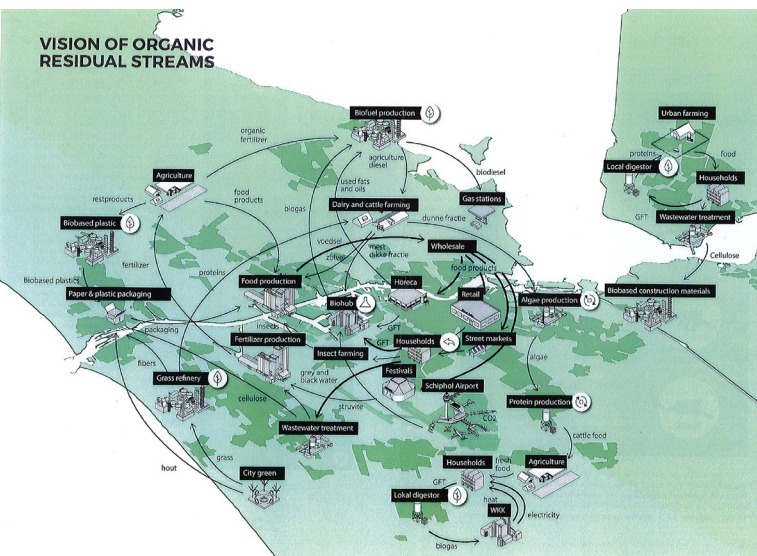 VISION OF ORGANIC
RESIDUAL STREAMS
Biofuel production
organic
fertilizer
agriculture
diesel
biodiesel
Agriculture
used fats
and oils
restproducts
food
products
Dairy and cattle farming
Gas stations
biogas
dunne fractie
Biobased plastic
voedsel
zuivel
mest
dikke fractie
Wholesale
food products
fertilizer
proteins
Biobased plastics
Food production
Horeca
Paper & plastic packaging
Biohub
Retail
Algae production
Biobased construction materials
packaging
insects
GFT
Fertilizer production
GFT
Households
Street markets
Insect farming
algae
fibers
grey and
black water
Festivals
Grass refinery
Schiphol Airport
cellulose
struvite
CO2
Protein production
Wastewater treatment
cattle feed
grass
hout
City green
Households
fresh
food
Agriculture
GFT
Lokal digestor
heat
WKK
electricity
biogas
Urban farming
proteins
food
Local digestor
Households
GFT
Wastewater treatment
Cellulose